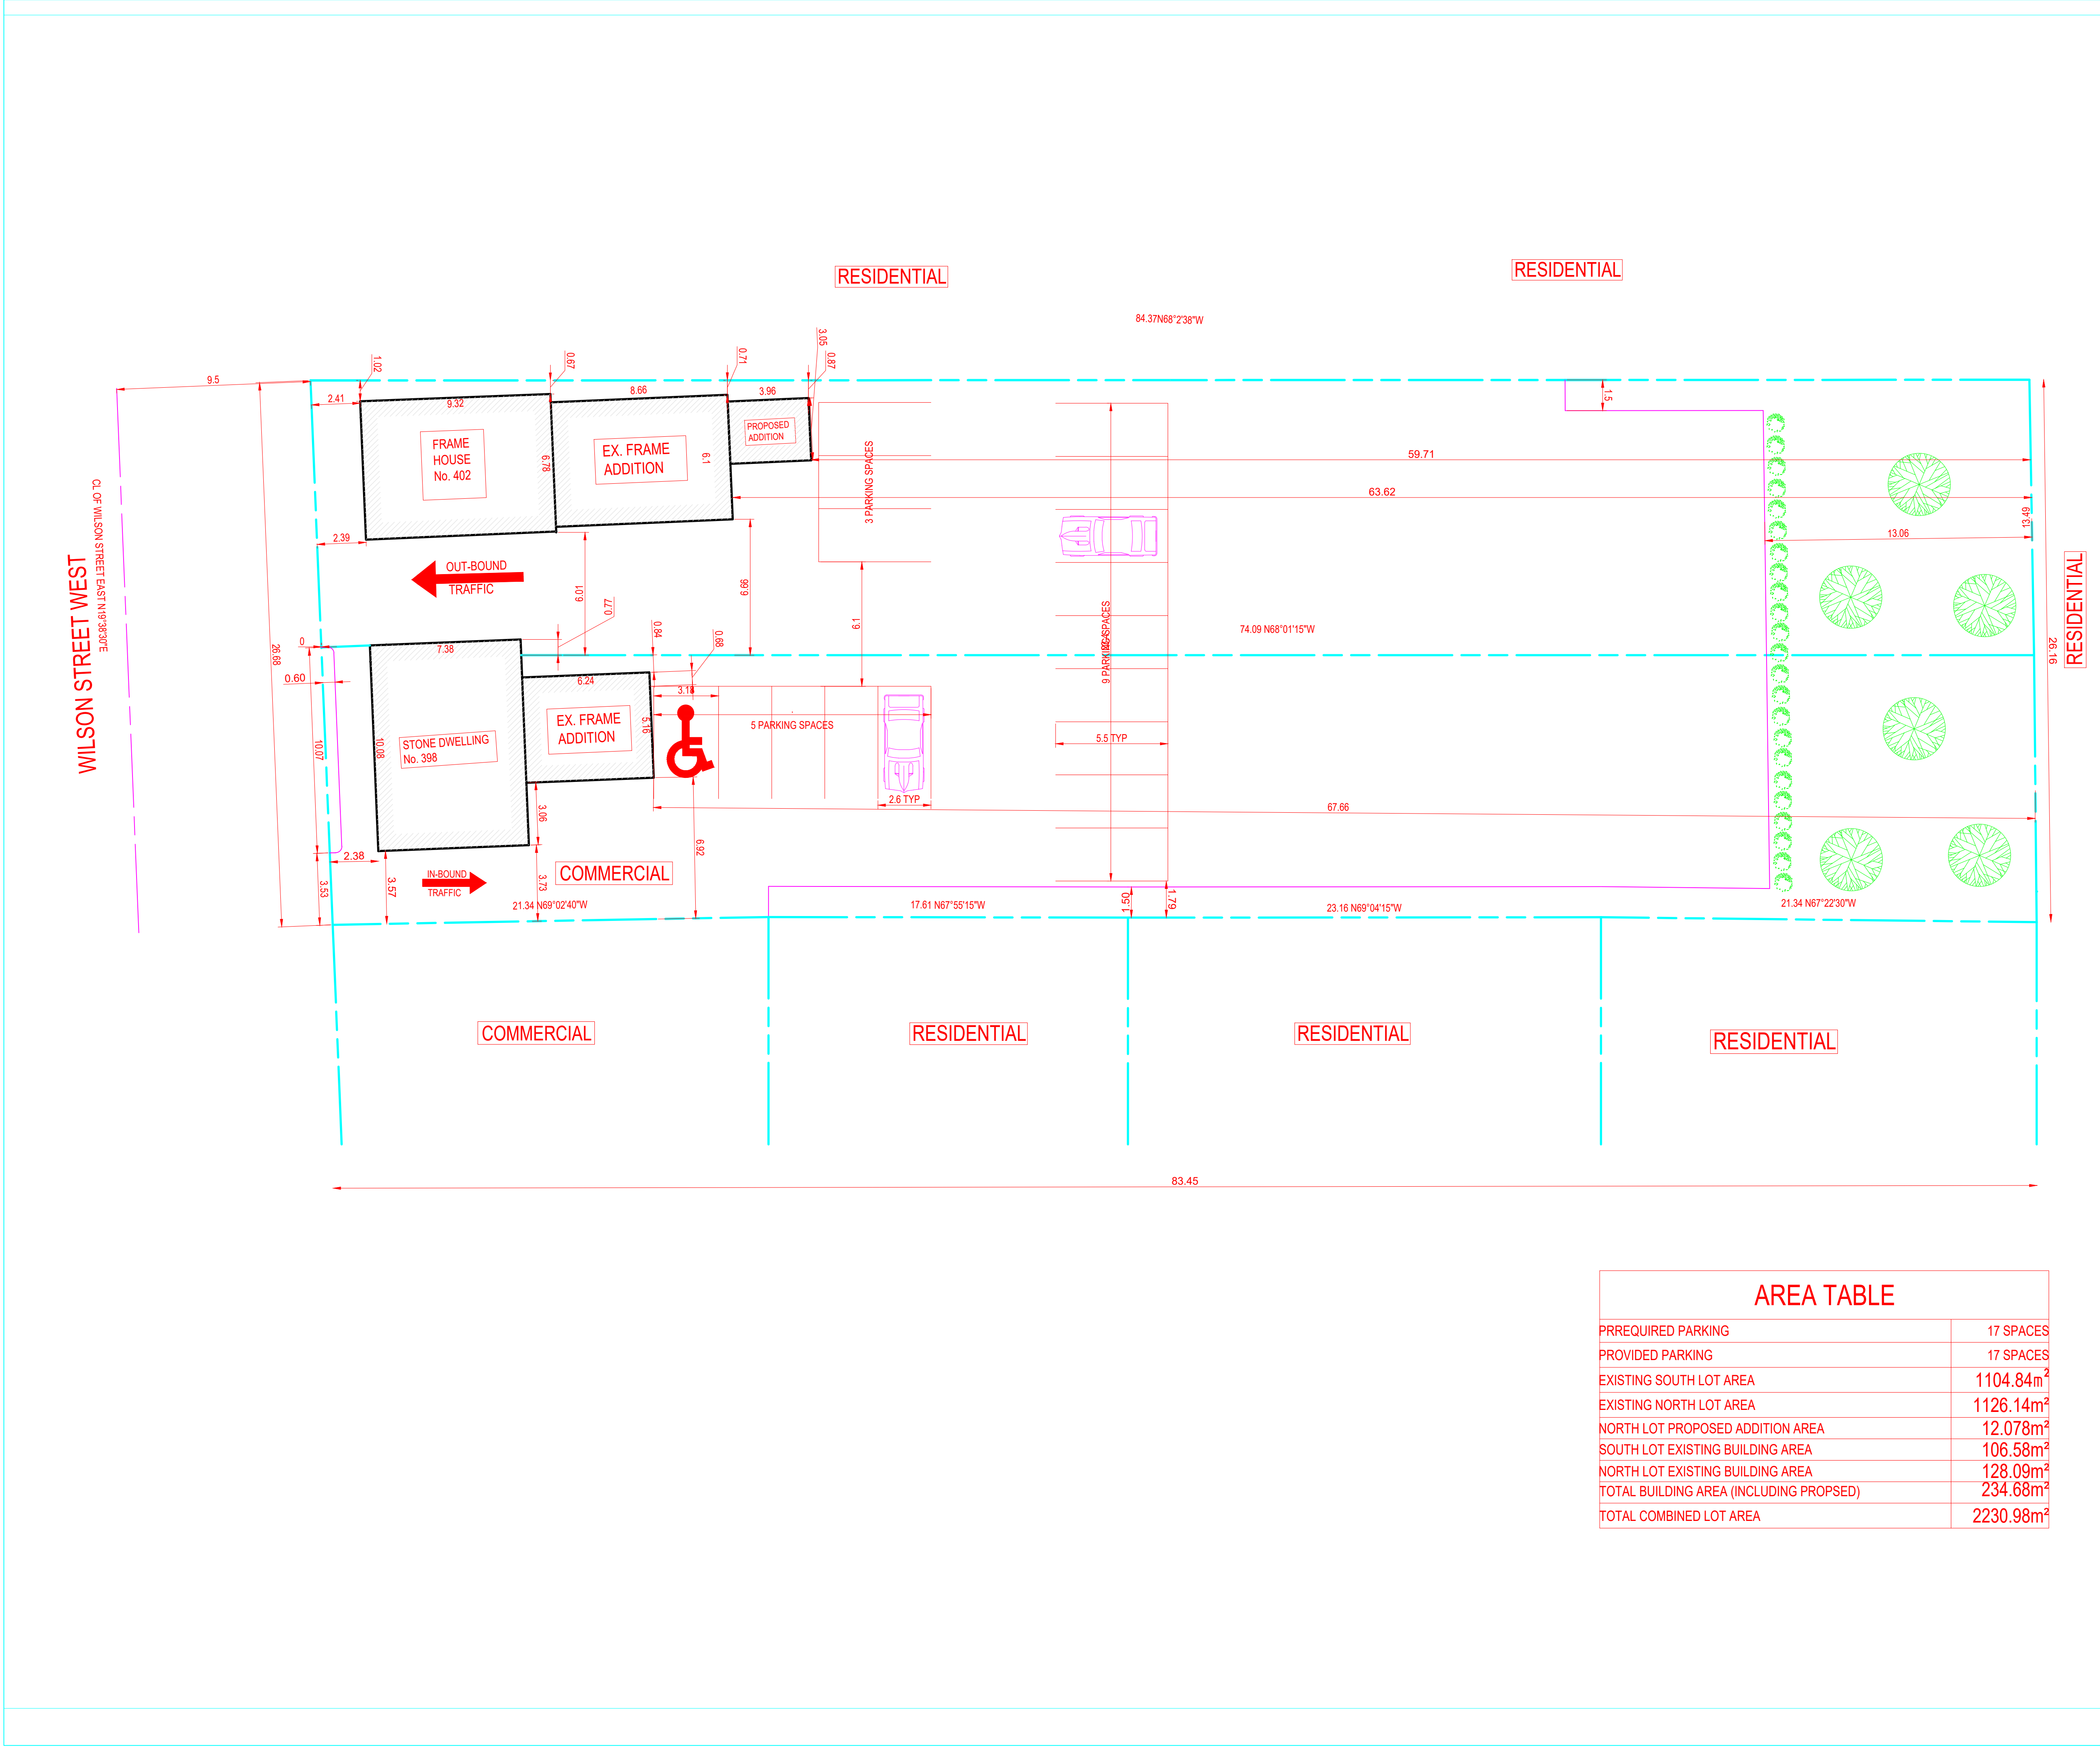 RESIDENTIAL
RESIDENTIAL
84.37N68°2'38"W
9.5
2.41
1.02
9.32
0.67
8.66
0.71
3.96
3.05
0.87
FRAME
HOUSE
No. 402
6.78
EX. FRAME
ADDITION
6.1
PROPOSED
ADDITION
3 PARKING SPACES
1.5
59.71
63.62
13.06
13.49
RESIDENTIAL
26.16
WILSON STREET WEST
CL OF WILSON STREET EAST N19°38'30"E
26.68
2.39
OUT-BOUND
TRAFFIC
6.01
0.77
6.66
6.1
9 PARKING SPACES
74.09 N68°01'15"W
0
0.60
10.07
7.38
0.84
0.68
6.24
3.18
10.08
STONE DWELLING
No. 398
EX. FRAME
ADDITION
5.16
5 PARKING SPACES
2.6 TYP
5.5 TYP
67.66
3.06
6.92
2.38
3.53
3.57
IN-BOUND
TRAFFIC
3.73
COMMERCIAL
21.34 N69°02'40"W
17.61 N67°55'15"W
1.50
1.79
23.16 N69°04'15"W
21.34 N67°22'30"W
COMMERCIAL
RESIDENTIAL
RESIDENTIAL
RESIDENTIAL
83.45
AREA TABLE
PRREQUIRED PARKING 17 SPACES
PROVIDED PARKING 17 SPACES
EXISTING SOUTH LOT AREA 1104.84m²
EXISTING NORTH LOT AREA 1126.14m²
NORTH LOT PROPOSED ADDITION AREA 12.078m²
SOUTH LOT EXISTING BUILDING AREA 106.58m²
NORTH LOT EXISTING BUILDING AREA 128.09m²
TOTAL BUILDING AREA (INCLUDING PROPSED) 234.68m²
TOTAL COMBINED LOT AREA 2230.98m²